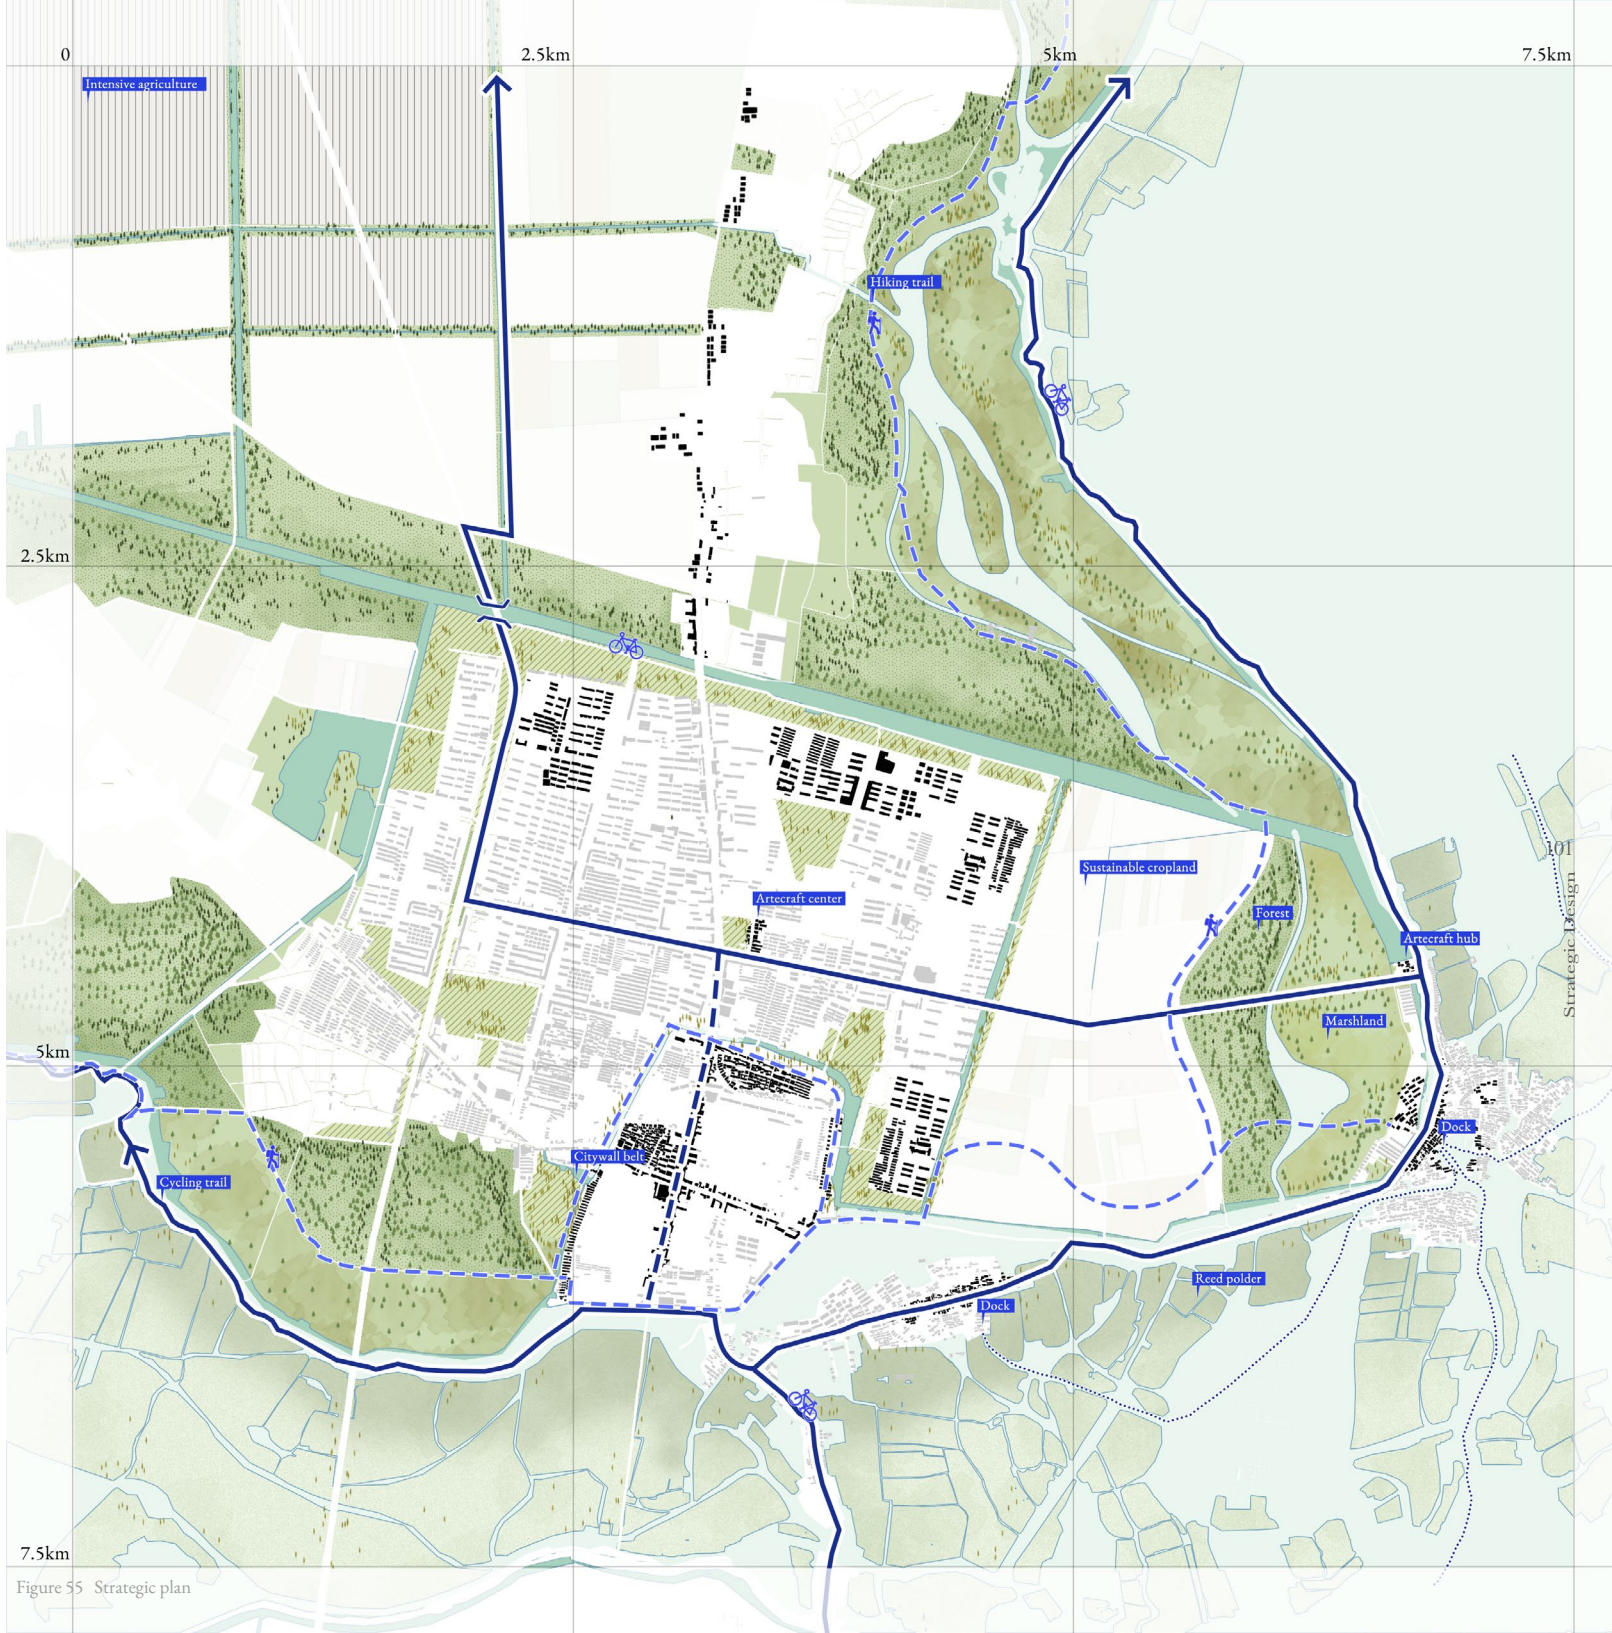 0
2.5km
5km
7.5km
Intensive agriculture
Hiking trail
2.5km
Sustainable cropland
101
Artecraft center
Forest
Strategic Design
Artecraft hub
Marshland
5km
Dock
Citywall belt
Cycling trail
Reed polder
Dock
7.5km
Figure 55 Strategic plan